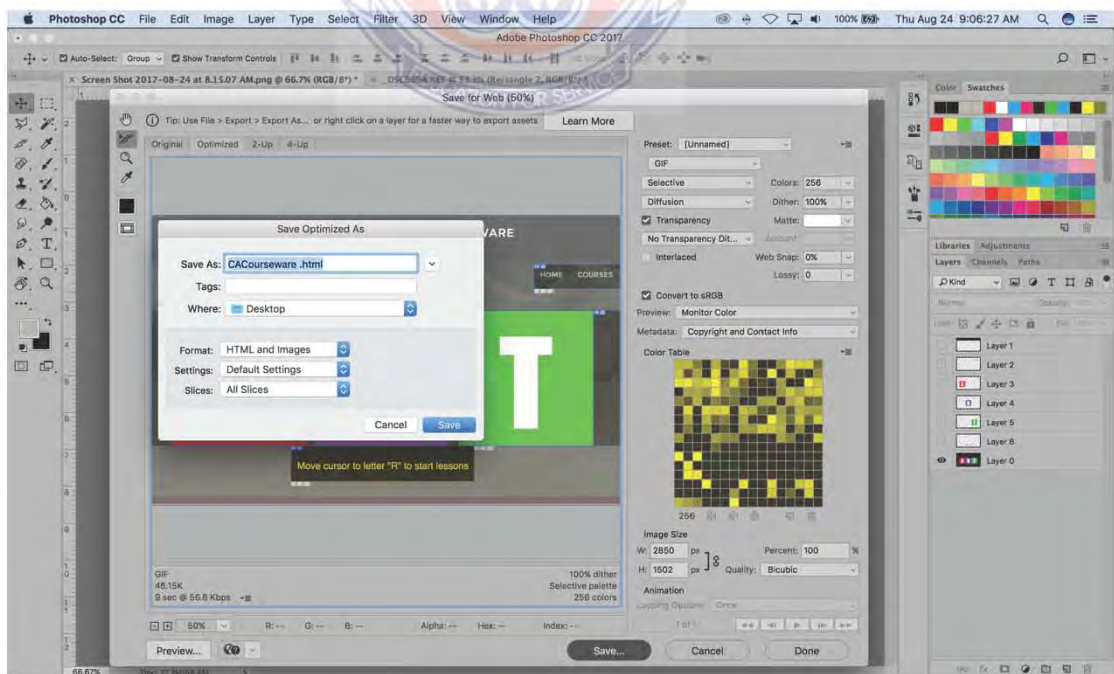 Photoshop CC File Edit Image Layer Type Select Filter 3D View Window Help 100% Thu Aug 24 9:06:27 AM
Adobe Photoshop CC 2017
Auto-Select: Group Show Transform Controls
Screen Shot 2017-08-24 at 8.15.07 AM.png @ 66.7% (RGB/8*) *
Save for Web (50%)
Tip: Use File > Export > Export As... or right click on a layer for a faster way to export assets Learn More
Original Optimized 2-Up 4-Up
Save Optimized As
Save As: CACourseware .html
Tags:
Where: Desktop
Format: HTML and Images
Settings: Default Settings
Slices: All Slices
Cancel Save
WARE
HOME COURSES
T
Move cursor to letter "R" to start lessons
GIF
46.15K
9 sec @ 56.6 Kbps
100% dither
Selective palette
256 colors
50% R: -- G: -- B: -- Alpha: -- Hex: -- Index: --
Preview... Save... Cancel Done
Preset: [Unnamed]
GIF
Selective Colors: 256
Diffusion Dither: 100%
Transparency Matte:
No Transparency Dit... Amount:
Interlaced Web Snap: 0%
Lossy: 0
Convert to sRGB
Preview: Monitor Color
Metadata: Copyright and Contact Info
Color Table
256
Image Size
W: 2850 px Percent: 100 %
H: 1502 px Quality: Bicubic
Animation
Looping Options: Once
1 of 1
Color Swatches
Libraries Adjustments
Layers Channels Paths
Kind
Normal Opacity:
Layer 1
Layer 2
Layer 3
Layer 4
Layer 5
Layer 8
Layer 0
66.67%